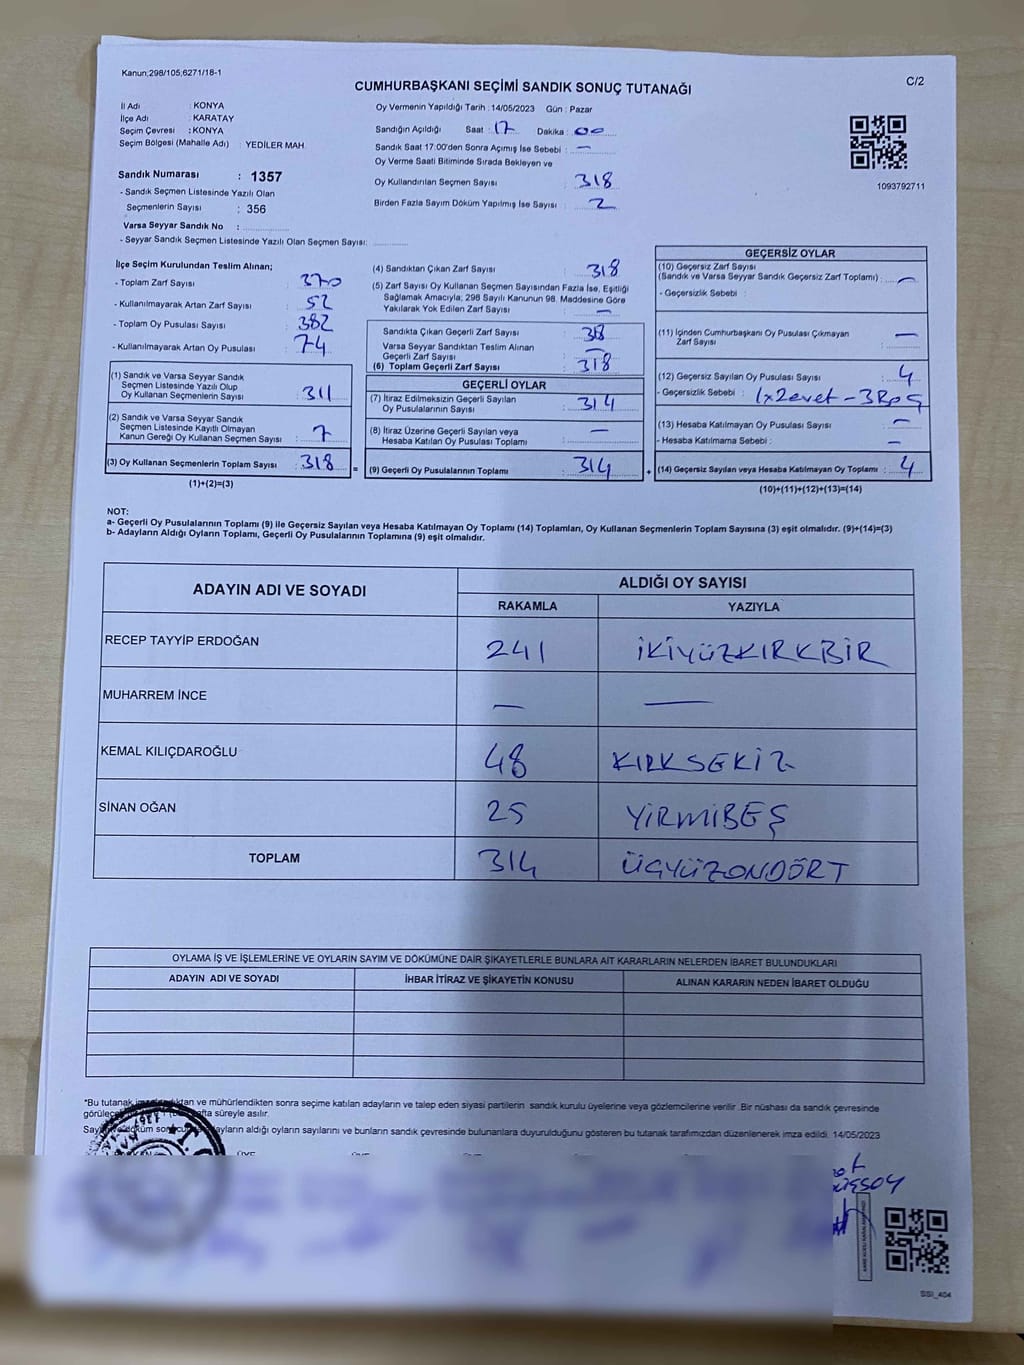 Kanun;298/105;6271/18-1
C/2
CUMHURBAŞKANI SEÇİMİ SANDIK SONUÇ TUTANAĞI
İl Adı : KONYA
İlçe Adı : KARATAY
Seçim Çevresi : KONYA
Seçim Bölgesi (Mahalle Adı) : YEDİLER MAH.
Sandık Numarası : 1357
- Sandık Seçmen Listesinde Yazılı Olan
Seçmenlerin Sayısı : 356
Varsa Seyyar Sandık No :
- Seyyar Sandık Seçmen Listesinde Yazılı Olan Seçmen Sayısı:
Oy Vermenin Yapıldığı Tarih : 14/05/2023 Gün : Pazar
Sandığın Açıldığı Saat : 17 Dakika : 00
Sandık Saat 17:00'den Sonra Açımış İse Sebebi : —
Oy Verme Saati Bitiminde Sırada Bekleyen ve
Oy Kullandırılan Seçmen Sayısı : 318
Birden Fazla Sayım Döküm Yapılmış İse Sayısı : 2
1093792711
İlçe Seçim Kurulundan Teslim Alınan;
- Toplam Zarf Sayısı : 370
- Kullanılmayarak Artan Zarf Sayısı : 52
- Toplam Oy Pusulası Sayısı : 382
- Kullanılmayarak Artan Oy Pusulası : 74
(1) Sandık ve Varsa Seyyar Sandık
Seçmen Listesinde Yazılı Olup
Oy Kullanan Seçmenlerin Sayısı : 311
(2) Sandık ve Varsa Seyyar Sandık
Seçmen Listesinde Kayıtlı Olmayan
Kanun Gereği Oy Kullanan Seçmen Sayısı : 7
(3) Oy Kullanan Seçmenlerin Toplam Sayısı : 318
(1)+(2)=(3)
(4) Sandıktan Çıkan Zarf Sayısı : 318
(5) Zarf Sayısı Oy Kullanan Seçmen Sayısından Fazla İse, Eşitliği
Sağlamak Amacıyla; 298 Sayılı Kanunun 98. Maddesine Göre
Yakılarak Yok Edilen Zarf Sayısı : —
Sandıkta Çıkan Geçerli Zarf Sayısı : 318
Varsa Seyyar Sandıktan Teslim Alınan
Geçerli Zarf Sayısı : —
(6) Toplam Geçerli Zarf Sayısı : 318
GEÇERLİ OYLAR
(7) İtiraz Edilmeksizin Geçerli Sayılan
Oy Pusulalarının Sayısı : 314
(8) İtiraz Üzerine Geçerli Sayılan veya
Hesaba Katılan Oy Pusulası Toplamı : —
= (9) Geçerli Oy Pusulalarının Toplamı : 314
GEÇERSİZ OYLAR
(10) Geçersiz Zarf Sayısı
(Sandık ve Varsa Seyyar Sandık Geçersiz Zarf Toplamı) : —
- Geçersizlik Sebebi :
(11) İçinden Cumhurbaşkanı Oy Pusulası Çıkmayan
Zarf Sayısı : —
(12) Geçersiz Sayılan Oy Pusulası Sayısı : 4
- Geçersizlik Sebebi : 1x2evet - 3Boş
(13) Hesaba Katılmayan Oy Pusulası Sayısı : —
- Hesaba Katılmama Sebebi : —
+ (14) Geçersiz Sayılan veya Hesaba Katılmayan Oy Toplamı : 4
(10)+(11)+(12)+(13)=(14)
NOT:
a- Geçerli Oy Pusulalarının Toplamı (9) ile Geçersiz Sayılan veya Hesaba Katılmayan Oy Toplamı (14) Toplamları, Oy Kullanan Seçmenlerin Toplam Sayısına (3) eşit olmalıdır. (9)+(14)=(3)
b- Adayların Aldığı Oyların Toplamı, Geçerli Oy Pusulalarının Toplamına (9) eşit olmalıdır.
ADAYIN ADI VE SOYADI
ALDIĞI OY SAYISI
RAKAMLA YAZIYLA
RECEP TAYYİP ERDOĞAN 241 İKİYÜZKIRKBİR
MUHARREM İNCE — —
KEMAL KILIÇDAROĞLU 48 KIRKSEKİZ
SİNAN OĞAN 25 YİRMİBEŞ
TOPLAM 314 ÜÇYÜZONDÖRT
OYLAMA İŞ VE İŞLEMLERİNE VE OYLARIN SAYIM VE DÖKÜMÜNE DAİR ŞİKAYETLERLE BUNLARA AİT KARARLARIN NELERDEN İBARET BULUNDUKLARI
ADAYIN ADI VE SOYADI İHBAR İTİRAZ VE ŞİKAYETİN KONUSU ALINAN KARARIN NEDEN İBARET OLDUĞU
*Bu tutanak ve mühürlendikten sonra seçime katılan adayların ve talep eden siyasi partilerin sandık kurulu üyelerine veya gözlemcilerine verilir. Bir nüshası da sandık çevresinde
süreyle asılır.
adayların aldığı oyların sayılarını ve bunların sandık çevresinde bulunanlara duyurulduğunu gösteren bu tutanak tarafımızdan düzenlenerek imza edildi. 14/05/2023
SSI_404